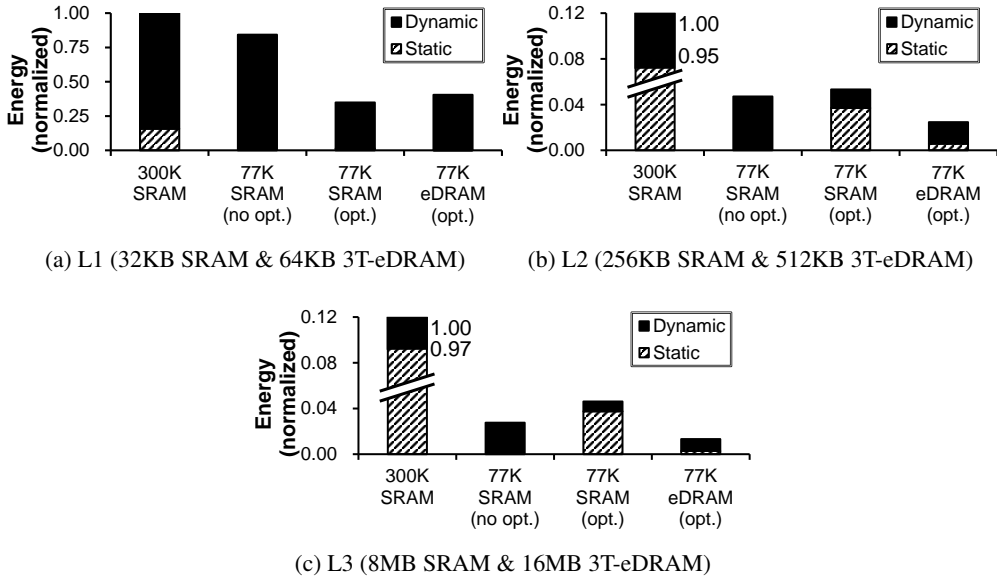 Energy
(normalized)
1.00
0.75
0.50
0.25
0.00
Dynamic
Static
300K
SRAM
77K
SRAM
(no opt.)
77K
SRAM
(opt.)
77K
eDRAM
(opt.)
(a) L1 (32KB SRAM & 64KB 3T-eDRAM)
Energy
(normalized)
0.12
0.08
0.04
0.00
1.00
0.95
Dynamic
Static
300K
SRAM
77K
SRAM
(no opt.)
77K
SRAM
(opt.)
77K
eDRAM
(opt.)
(b) L2 (256KB SRAM & 512KB 3T-eDRAM)
Energy
(normalized)
0.12
0.08
0.04
0.00
1.00
0.97
Dynamic
Static
300K
SRAM
77K
SRAM
(no opt.)
77K
SRAM
(opt.)
77K
eDRAM
(opt.)
(c) L3 (8MB SRAM & 16MB 3T-eDRAM)